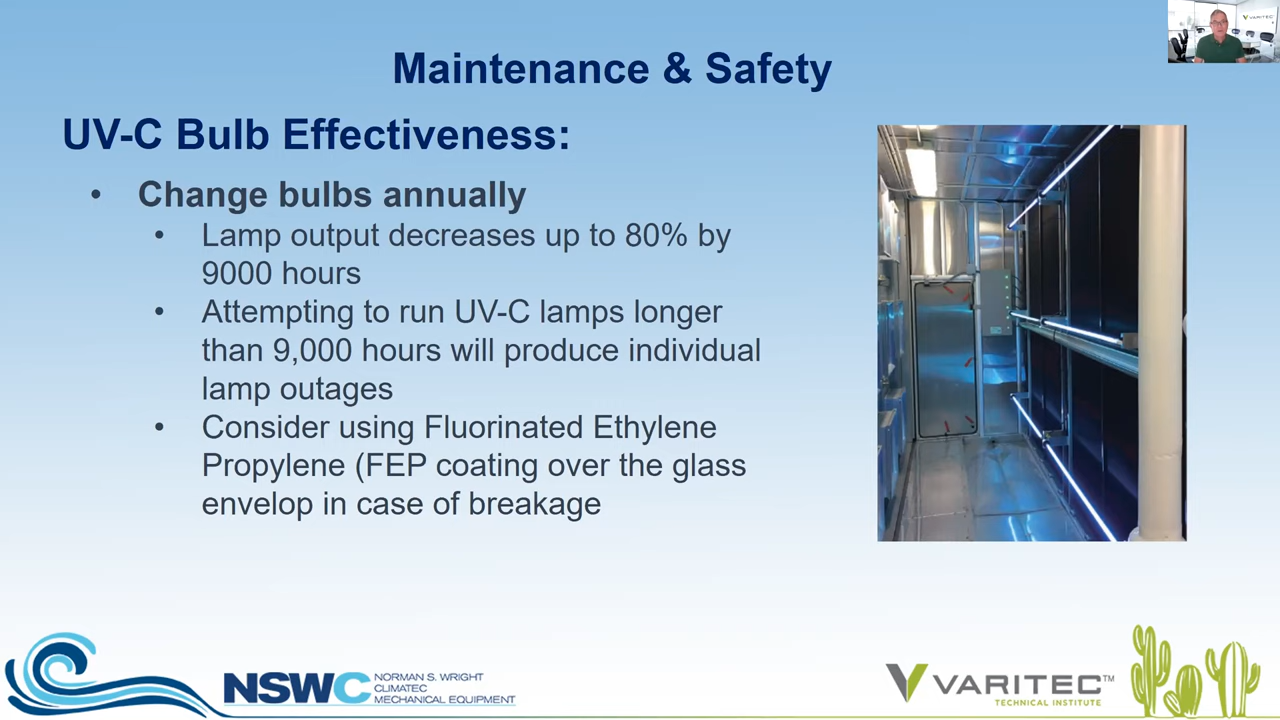 VARITEC
Maintenance & Safety
UV-C Bulb Effectiveness:
• Change bulbs annually
• Lamp output decreases up to 80% by
9000 hours
• Attempting to run UV-C lamps longer
than 9,000 hours will produce individual
lamp outages
• Consider using Fluorinated Ethylene
Propylene (FEP coating over the glass
envelop in case of breakage
NSWC
NORMAN S. WRIGHT
CLIMATEC
MECHANICAL EQUIPMENT
VARITEC™
TECHNICAL INSTITUTE